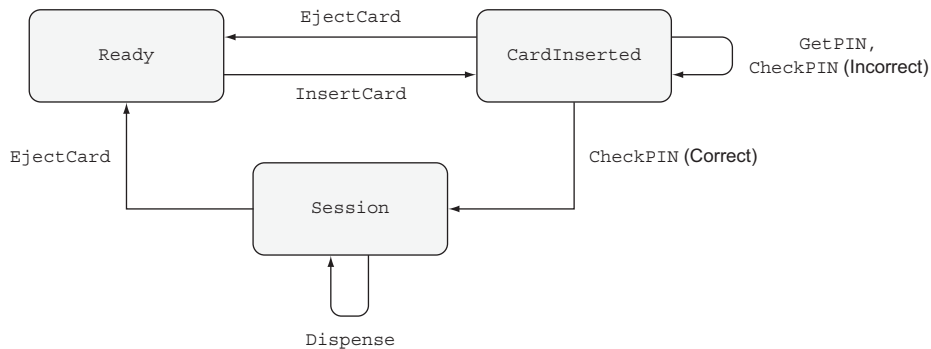 EjectCard
Ready
CardInserted
GetPIN,
CheckPIN (Incorrect)
InsertCard
EjectCard
CheckPIN (Correct)
Session
Dispense